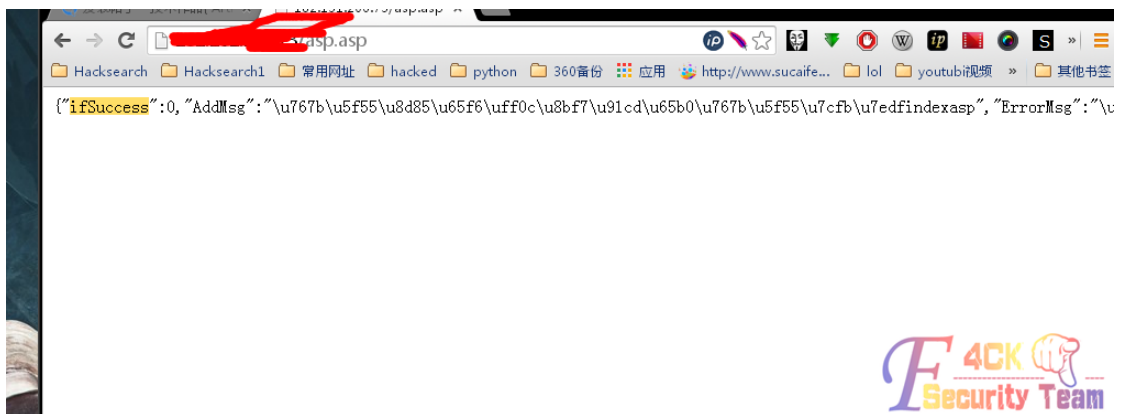 /asp.asp
Hacksearch Hacksearch1 常用网址 hacked python 360备份 应用 http://www.sucaife... lol youtubi视频 » 其他书签
{"ifSuccess":0,"AddMsg":"\u767b\u5f55\u8d85\u65f6\uff0c\u8bf7\u91cd\u65b0\u767b\u5f55\u7cfb\u7edfindexasp","ErrorMsg":"\u
F4CK
Security Team